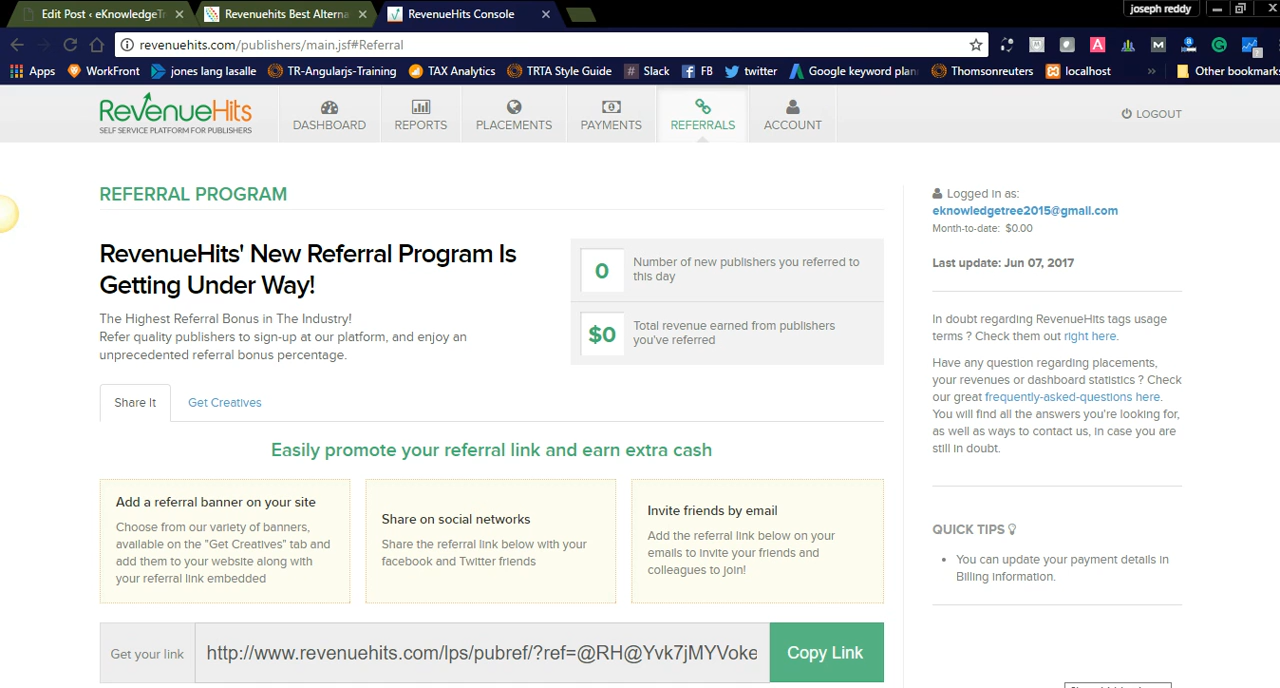 joseph reddy
Edit Post ‹ eKnowledgeTr
Revenuehits Best Alterna
RevenueHits Console
revenuehits.com/publishers/main.jsf#Referral
Apps
WorkFront
jones lang lasalle
TR-Angularjs-Training
TAX Analytics
TRTA Style Guide
Slack
FB
twitter
Google keyword plan
Thomsonreuters
localhost
»
Other bookmarks
RevenueHits
SELF SERVICE PLATFORM FOR PUBLISHERS
DASHBOARD
REPORTS
PLACEMENTS
PAYMENTS
REFERRALS
ACCOUNT
LOGOUT
REFERRAL PROGRAM
RevenueHits' New Referral Program Is
Getting Under Way!
The Highest Referral Bonus in The Industry!
Refer quality publishers to sign-up at our platform, and enjoy an
unprecedented referral bonus percentage.
0
Number of new publishers you referred to
this day
$0
Total revenue earned from publishers
you've referred
Share It
Get Creatives
Easily promote your referral link and earn extra cash
Add a referral banner on your site
Choose from our variety of banners,
available on the "Get Creatives" tab and
add them to your website along with
your referral link embedded
Share on social networks
Share the referral link below with your
facebook and Twitter friends
Invite friends by email
Add the referral link below on your
emails to invite your friends and
colleagues to join!
Get your link
http://www.revenuehits.com/lps/pubref/?ref=@RH@Yvk7jMYVoke
Copy Link
Logged in as:
eknowledgetree2015@gmail.com
Month-to-date: $0.00
Last update: Jun 07, 2017
In doubt regarding RevenueHits tags usage
terms ? Check them out right here.
Have any question regarding placements,
your revenues or dashboard statistics ? Check
our great frequently-asked-questions here.
You will find all the answers you're looking for,
as well as ways to contact us, in case you are
still in doubt.
QUICK TIPS
• You can update your payment details in
Billing information.